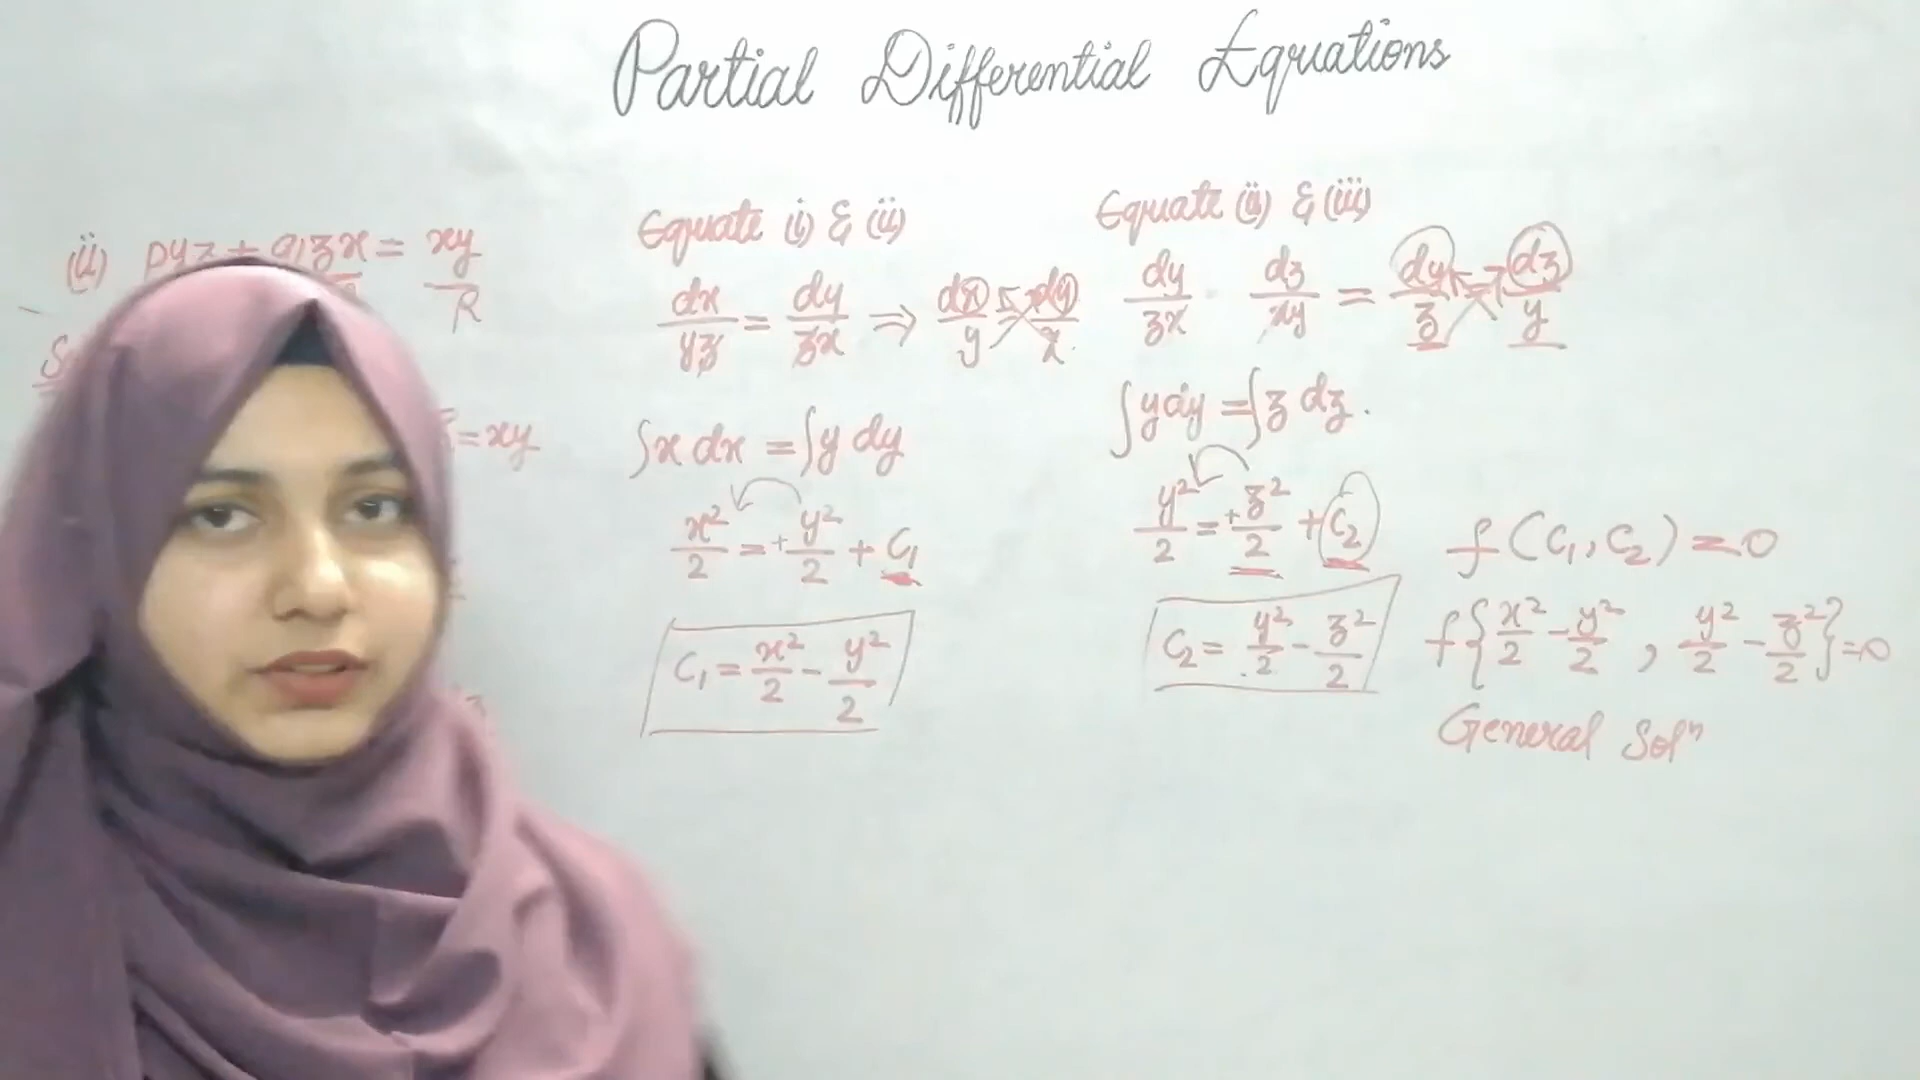 Partial Differential Equations
(ii) pyz + qzx = xy
R
= xy
Equate (i) & (ii)
dx/yz = dy/zx ⇒ dx/y = dy/x
∫x dx = ∫y dy
x²/2 = + y²/2 + C₁
C₁ = x²/2 - y²/2
Equate (ii) & (iii)
dy/zx dz/xy = dy/z = dz/y
∫y dy = ∫z dz.
y²/2 = + z²/2 + C₂
C₂ = y²/2 - z²/2
f(C₁, C₂) = 0
f{x²/2 - y²/2 , y²/2 - z²/2} = 0
General Solⁿ